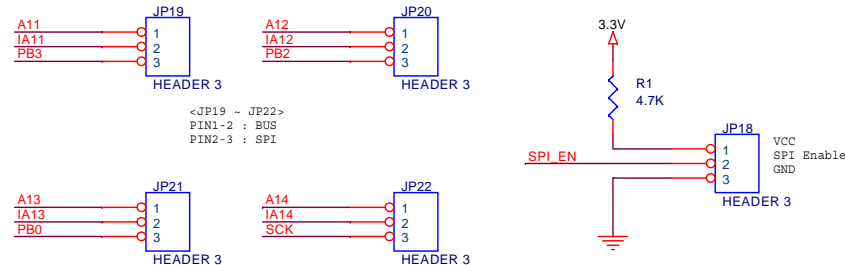 JP19
A11
IA11
PB3
1
2
3
HEADER 3
JP20
A12
IA12
PB2
1
2
3
HEADER 3
<JP19 ~ JP22>
PIN1-2 : BUS
PIN2-3 : SPI
3.3V
R1
4.7K
JP18
SPI_EN
1
2
3
VCC
SPI Enable
GND
HEADER 3
JP21
A13
IA13
PB0
1
2
3
HEADER 3
JP22
A14
IA14
SCK
1
2
3
HEADER 3